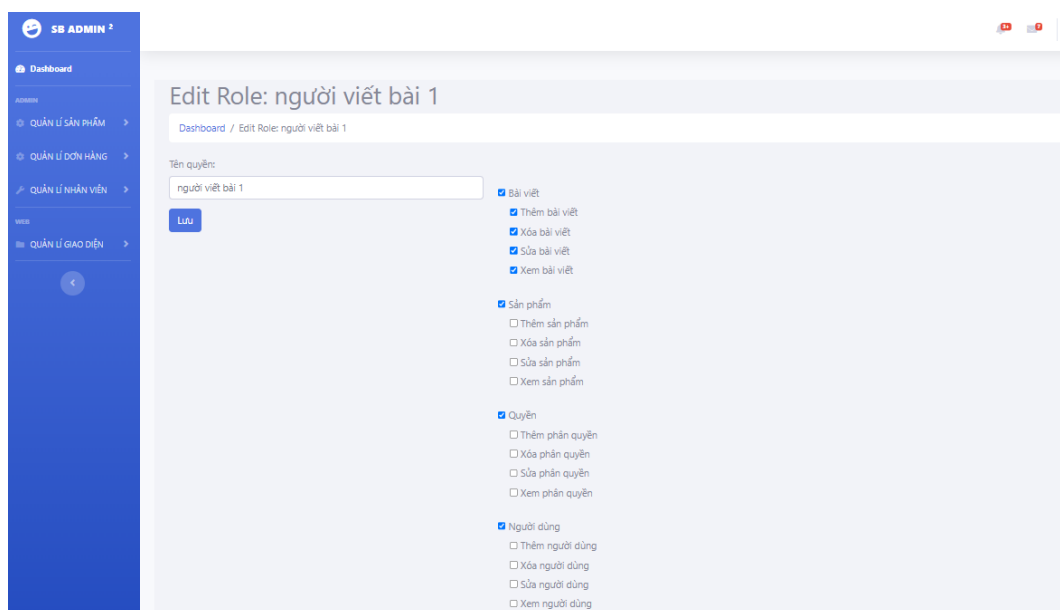 SB ADMIN 2
9+
7
Dashboard
ADMIN
QUẢN LÍ SẢN PHẨM
QUẢN LÍ DƠN HÀNG
QUẢN LÍ NHÂN VIÊN
WEB
QUẢN LÍ GIAO DIỆN
Edit Role: người viết bài 1
Dashboard / Edit Role: người viết bài 1
Tên quyền:
người viết bài 1
Lưu
Bài viết
Thêm bài viết
Xóa bài viết
Sửa bài viết
Xem bài viết
Sản phẩm
Thêm sản phẩm
Xóa sản phẩm
Sửa sản phẩm
Xem sản phẩm
Quyền
Thêm phân quyền
Xóa phân quyền
Sửa phân quyền
Xem phân quyền
Người dùng
Thêm người dùng
Xóa người dùng
Sửa người dùng
Xem người dùng